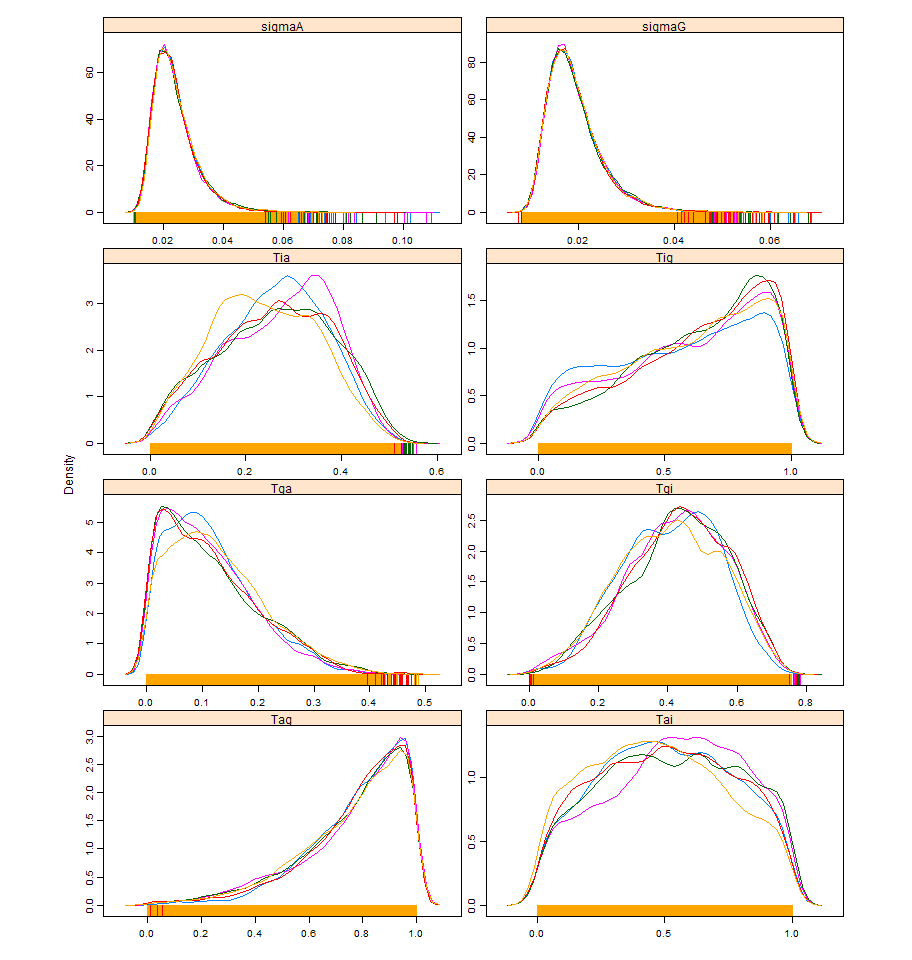 sigmaA
sigmaG
0 20 40 60
0.02 0.04 0.06 0.08 0.10
0 20 40 60 80
0.02 0.04 0.06
Tia
Tig
0 1 2 3
0.0 0.2 0.4 0.6
0.0 0.5 1.0 1.5
0.0 0.5 1.0
Density
Tga
Tgi
0 1 2 3 4 5
0.0 0.1 0.2 0.3 0.4 0.5
0.0 0.5 1.0 1.5 2.0 2.5
0.0 0.2 0.4 0.6 0.8
Tag
Tai
0.0 0.5 1.0 1.5 2.0 2.5 3.0
0.0 0.2 0.4 0.6 0.8 1.0
0.0 0.5 1.0
0.0 0.5 1.0